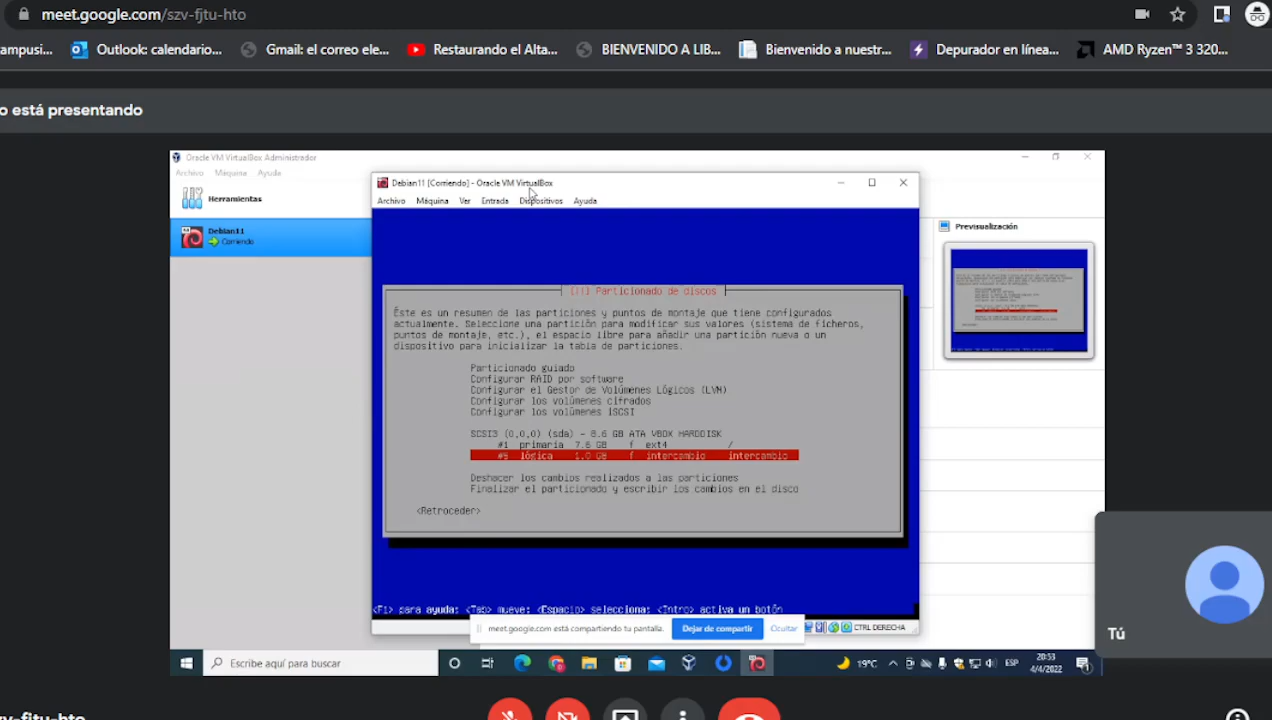 meet.google.com/szv-fjtu-hto
ampusi... Outlook: calendario... Gmail: el correo ele... Restaurando el Alta... BIENVENIDO A LIB... Bienvenido a nuestr... Depurador en línea... AMD Ryzen™ 3 320...
o está presentando
Oracle VM VirtualBox Administrador
Archivo Máquina Ayuda
Herramientas
Debian11
Corriendo
Debian11 [Corriendo] - Oracle VM VirtualBox
Archivo Máquina Ver Entrada Dispositivos Ayuda
Previsualización
[!!] Particionado de discos
Éste es un resumen de las particiones y puntos de montaje que tiene configurados
actualmente. Seleccione una partición para modificar sus valores (sistema de ficheros,
puntos de montaje, etc.), el espacio libre para añadir una partición nueva o un
dispositivo para inicializar la tabla de particiones.
Particionado guiado
Configurar RAID por software
Configurar el Gestor de Volúmenes Lógicos (LVM)
Configurar los volúmenes cifrados
Configurar los volúmenes iSCSI
SCSI3 (0,0,0) (sda) - 8.6 GB ATA VBOX HARDDISK
#1 primaria 7.6 GB f ext4 /
#5 lógica 1.0 GB f intercambio intercambio
Deshacer los cambios realizados a las particiones
Finalizar el particionado y escribir los cambios en el disco
<Retroceder>
<F1> para ayuda; <Tab> mueve; <Espacio> selecciona; <Intro> activa un botón
meet.google.com está compartiendo tu pantalla. Dejar de compartir Ocultar
CTRL DERECHA
Tú
Escribe aquí para buscar
19°C ESP 20:53
4/4/2022
szv-fjtu-hto